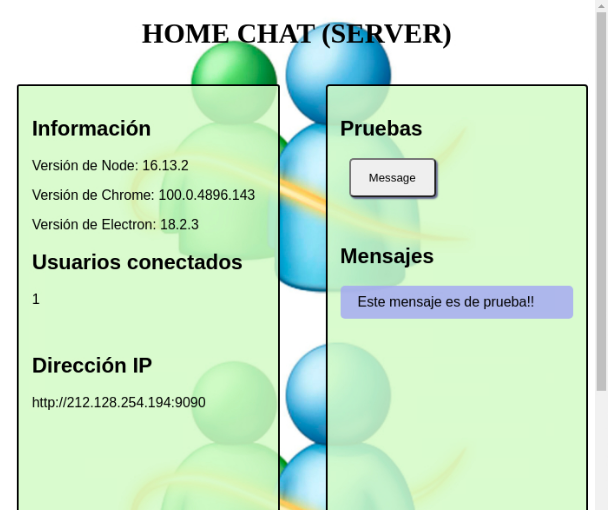 HOME CHAT (SERVER)
Información
Versión de Node: 16.13.2
Versión de Chrome: 100.0.4896.143
Versión de Electron: 18.2.3
Usuarios conectados
1
Dirección IP
http://212.128.254.194:9090
Pruebas
Message
Mensajes
Este mensaje es de prueba!!